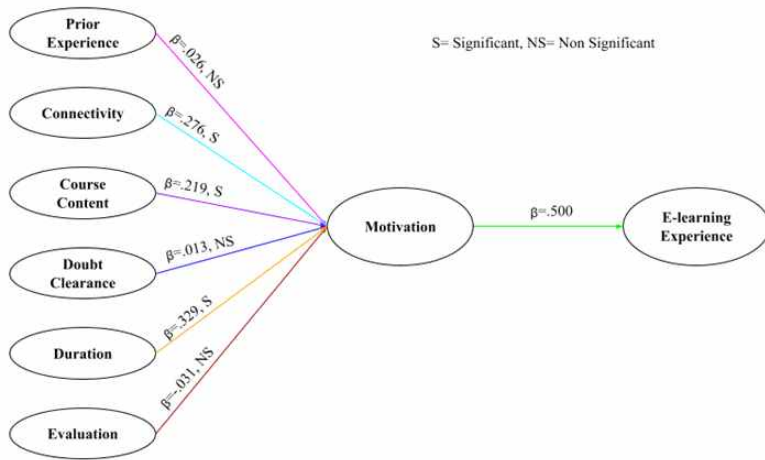 Prior
Experience
β=.026, NS
S= Significant, NS= Non Significant
Connectivity
β=.276, S
Course
Content
β=.219, S
Motivation
β=.500
E-learning
Experience
Doubt
Clearance
β=.013, NS
Duration
β=.329, S
Evaluation
β=-.031, NS